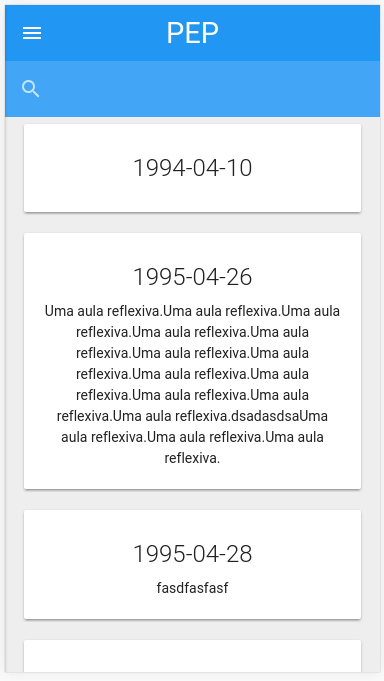 PEP
1994-04-10
1995-04-26
Uma aula reflexiva.Uma aula reflexiva.Uma aula
reflexiva.Uma aula reflexiva.Uma aula
reflexiva.Uma aula reflexiva.Uma aula
reflexiva.Uma aula reflexiva.Uma aula
reflexiva.Uma aula reflexiva.Uma aula
reflexiva.Uma aula reflexiva.dsadasdsaUma
aula reflexiva.Uma aula reflexiva.Uma aula
reflexiva.
1995-04-28
fasdfasfasf